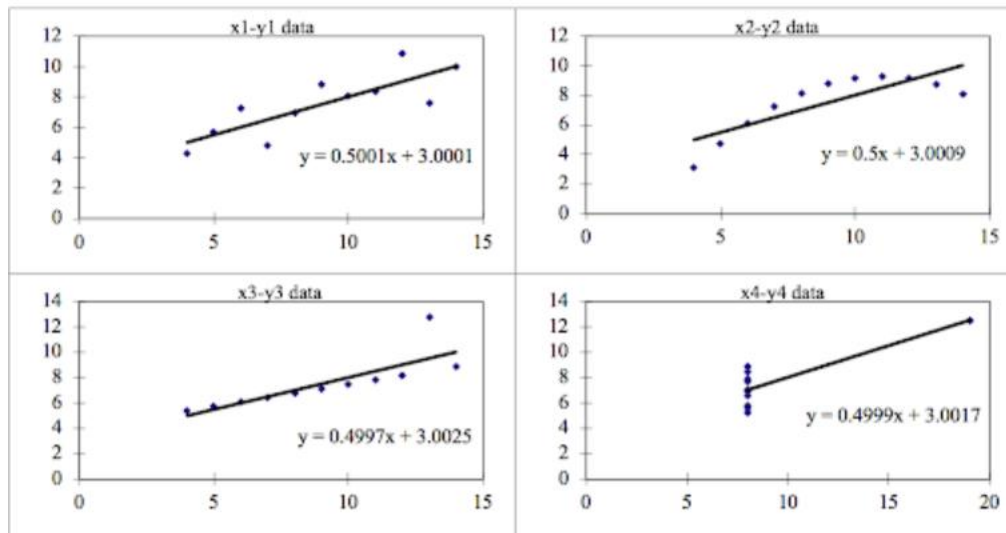 x1-y1 data
12
10
8
6
4
2
0
y = 0.5001x + 3.0001
0 5 10 15
x2-y2 data
12
10
8
6
4
2
0
y = 0.5x + 3.0009
0 5 10 15
x3-y3 data
14
12
10
8
6
4
2
0
y = 0.4997x + 3.0025
0 5 10 15
x4-y4 data
14
12
10
8
6
4
2
0
y = 0.4999x + 3.0017
0 5 10 15 20